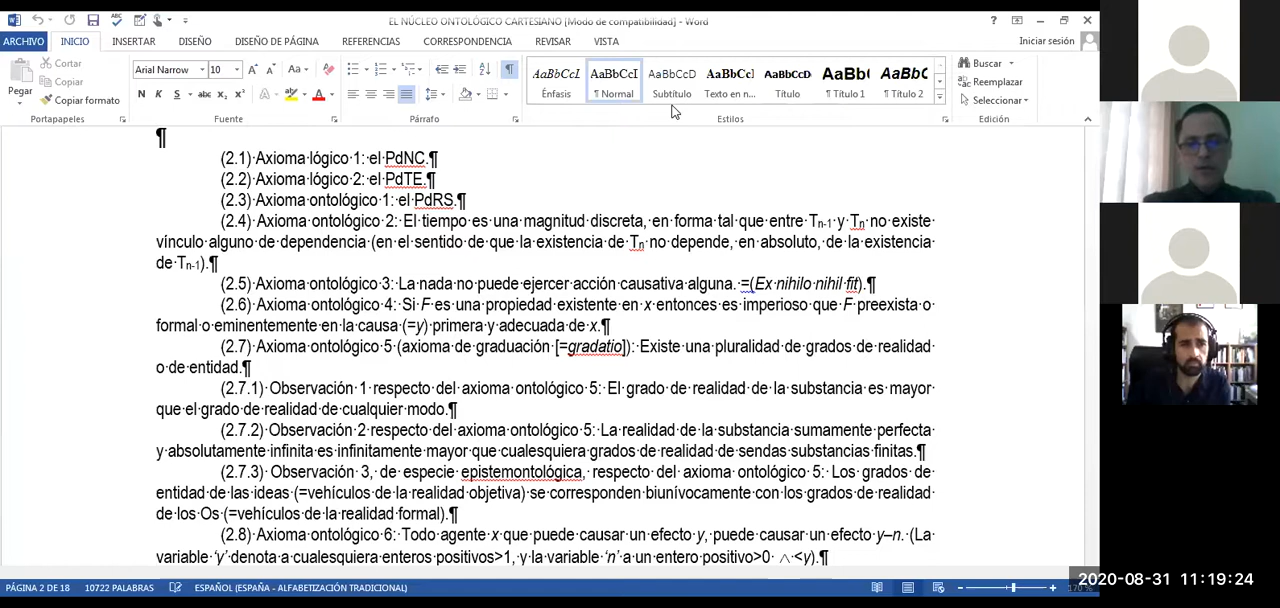 EL NÚCLEO ONTOLÓGICO CARTESIANO [Modo de compatibilidad] - Word
ARCHIVO INICIO INSERTAR DISEÑO DISEÑO DE PÁGINA REFERENCIAS CORRESPONDENCIA REVISAR VISTA Iniciar sesión
Pegar
Cortar
Copiar
Copiar formato
Portapapeles
Arial Narrow 10
Fuente
Párrafo
AaBbCcI AaBbCcI AaBbCcD AaBbCcI AaBbCcD AaBb( AaBbC
Énfasis ¶ Normal Subtítulo Texto en n... Título ¶ Título 1 ¶ Título 2
Estilos
Buscar
Reemplazar
Seleccionar
Edición
¶
(2.1) Axioma lógico 1: el PdNC.¶
(2.2) Axioma lógico 2: el PdTE.¶
(2.3) Axioma ontológico 1: el PdRS.¶
(2.4) Axioma ontológico 2: El tiempo es una magnitud discreta, en forma tal que entre Tn-1 y Tn no existe
vínculo alguno de dependencia (en el sentido de que la existencia de Tn no depende, en absoluto, de la existencia
de Tn-1).¶
(2.5) Axioma ontológico 3: La nada no puede ejercer acción causativa alguna. =(Ex nihilo nihil fit).¶
(2.6) Axioma ontológico 4: Si F es una propiedad existente en x entonces es imperioso que F preexista o
formal o eminentemente en la causa (=y) primera y adecuada de x.¶
(2.7) Axioma ontológico 5 (axioma de graduación [=gradatio]): Existe una pluralidad de grados de realidad
o de entidad.¶
(2.7.1) Observación 1 respecto del axioma ontológico 5: El grado de realidad de la substancia es mayor
que el grado de realidad de cualquier modo.¶
(2.7.2) Observación 2 respecto del axioma ontológico 5: La realidad de la substancia sumamente perfecta
y absolutamente infinita es infinitamente mayor que cualesquiera grados de realidad de sendas substancias finitas.¶
(2.7.3) Observación 3, de especie epistemontológica, respecto del axioma ontológico 5: Los grados de
entidad de las ideas (=vehículos de la realidad objetiva) se corresponden biunívocamente con los grados de realidad
de los Os (=vehículos de la realidad formal).¶
(2.8) Axioma ontológico 6: Todo agente x que puede causar un efecto y, puede causar un efecto y–n. (La
variable ‘y’ denota a cualesquiera enteros positivos>1, y la variable ‘n’ a un entero positivo>0 ∧ <y).¶
PÁGINA 2 DE 18 10722 PALABRAS ESPAÑOL (ESPAÑA - ALFABETIZACIÓN TRADICIONAL) 170 %
2020-08-31 11:19:24